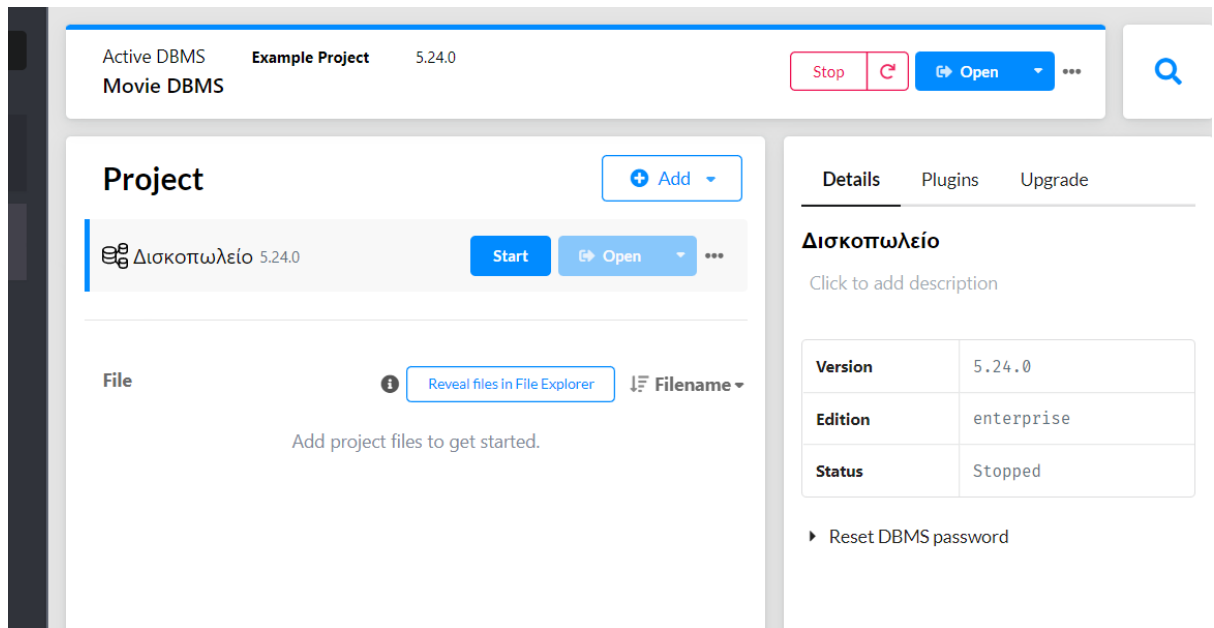 Active DBMS Example Project 5.24.0
Movie DBMS
Stop Open
Project
Add
Δισκοπωλείο 5.24.0
Start Open
File
Reveal files in File Explorer Filename
Add project files to get started.
Details Plugins Upgrade
Δισκοπωλείο
Click to add description
Version 5.24.0
Edition enterprise
Status Stopped
Reset DBMS password